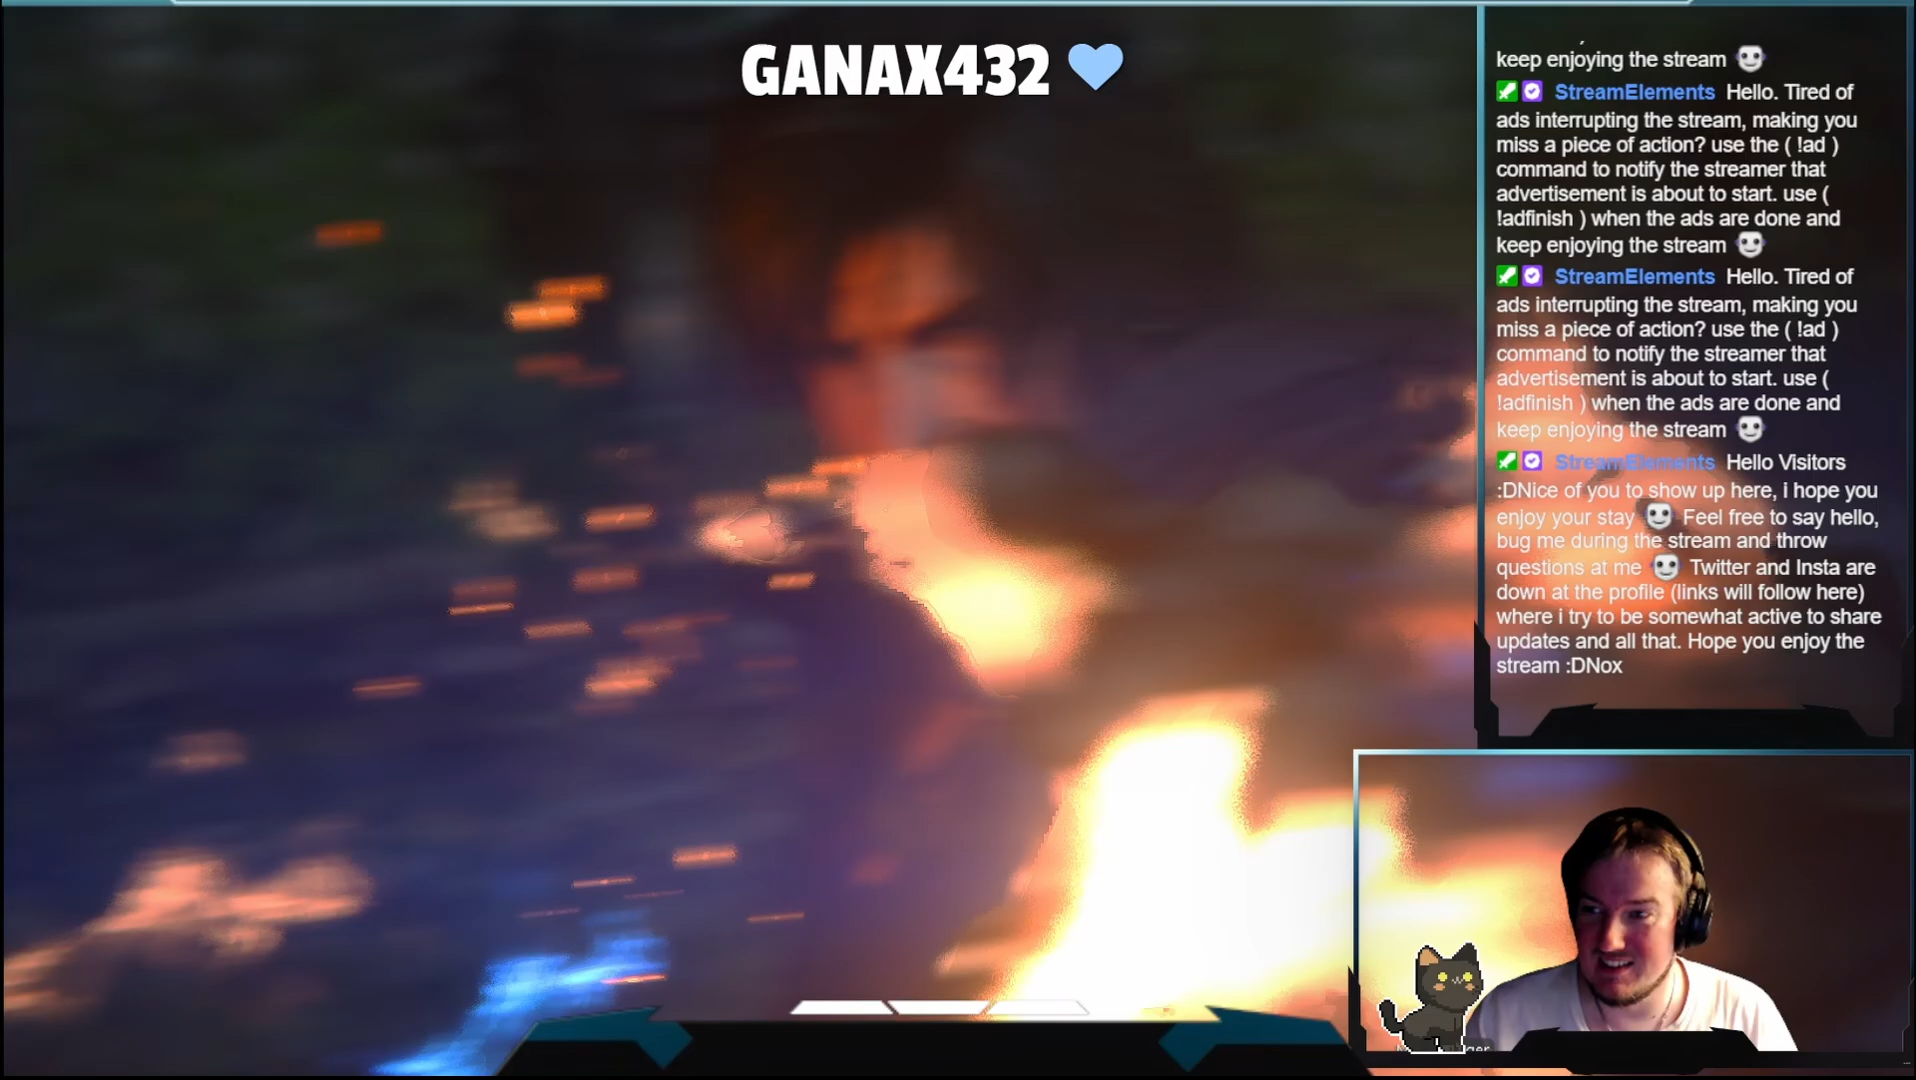 GANAX432
keep enjoying the stream
StreamElements Hello. Tired of
ads interrupting the stream, making you
miss a piece of action? use the ( !ad )
command to notify the streamer that
advertisement is about to start. use (
!adfinish ) when the ads are done and
keep enjoying the stream
StreamElements Hello. Tired of
ads interrupting the stream, making you
miss a piece of action? use the ( !ad )
command to notify the streamer that
advertisement is about to start. use (
!adfinish ) when the ads are done and
keep enjoying the stream
StreamElements Hello Visitors
:DNice of you to show up here, i hope you
enjoy your stay Feel free to say hello,
bug me during the stream and throw
questions at me Twitter and Insta are
down at the profile (links will follow here)
where i try to be somewhat active to share
updates and all that. Hope you enjoy the
stream :DNox